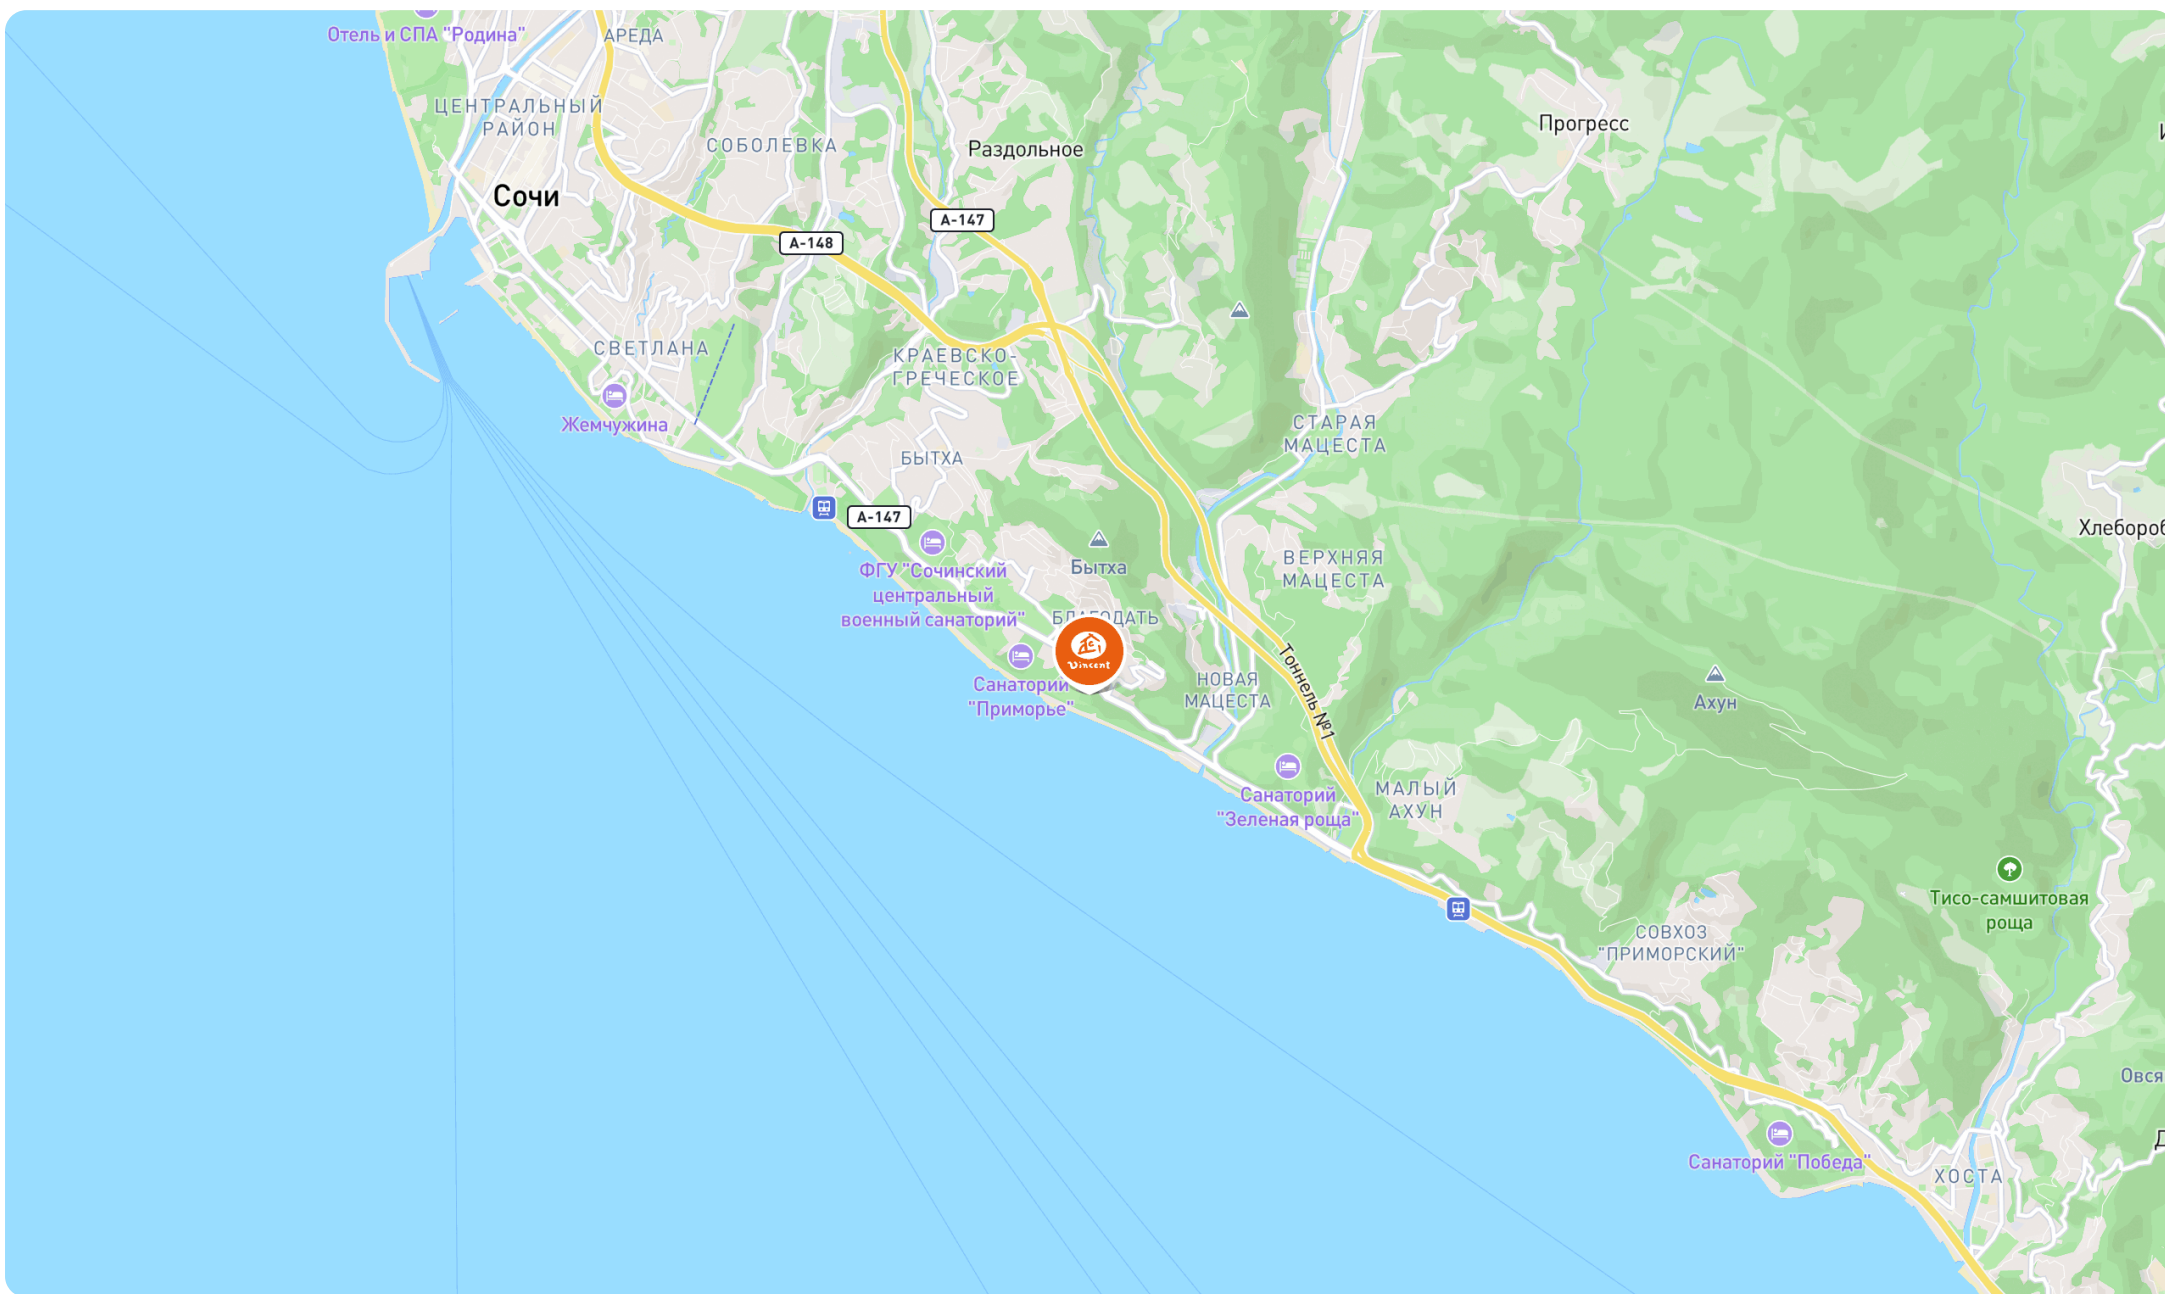 Отель и СПА "Родина"
АРЕДА
ЦЕНТРАЛЬНЫЙ
РАЙОН
СОБОЛЕВКА
Раздольное
Прогресс
Сочи
А-147
А-148
СВЕТЛАНА
КРАЕВСКО-
ГРЕЧЕСКОЕ
Жемчужина
СТАРАЯ
МАЦЕСТА
БЫТХА
А-147
Хлебороб
ФГУ "Сочинский
центральный
военный санаторий"
Бытха
ВЕРХНЯЯ
МАЦЕСТА
БЛАГОДАТЬ
Vincent
Санаторий
"Приморье"
НОВАЯ
МАЦЕСТА
Тоннель №1
Ахун
Санаторий
"Зеленая роща"
МАЛЫЙ
АХУН
Тисо-самшитовая
роща
СОВХОЗ
"ПРИМОРСКИЙ"
Овся
Санаторий "Победа"
ХОСТА